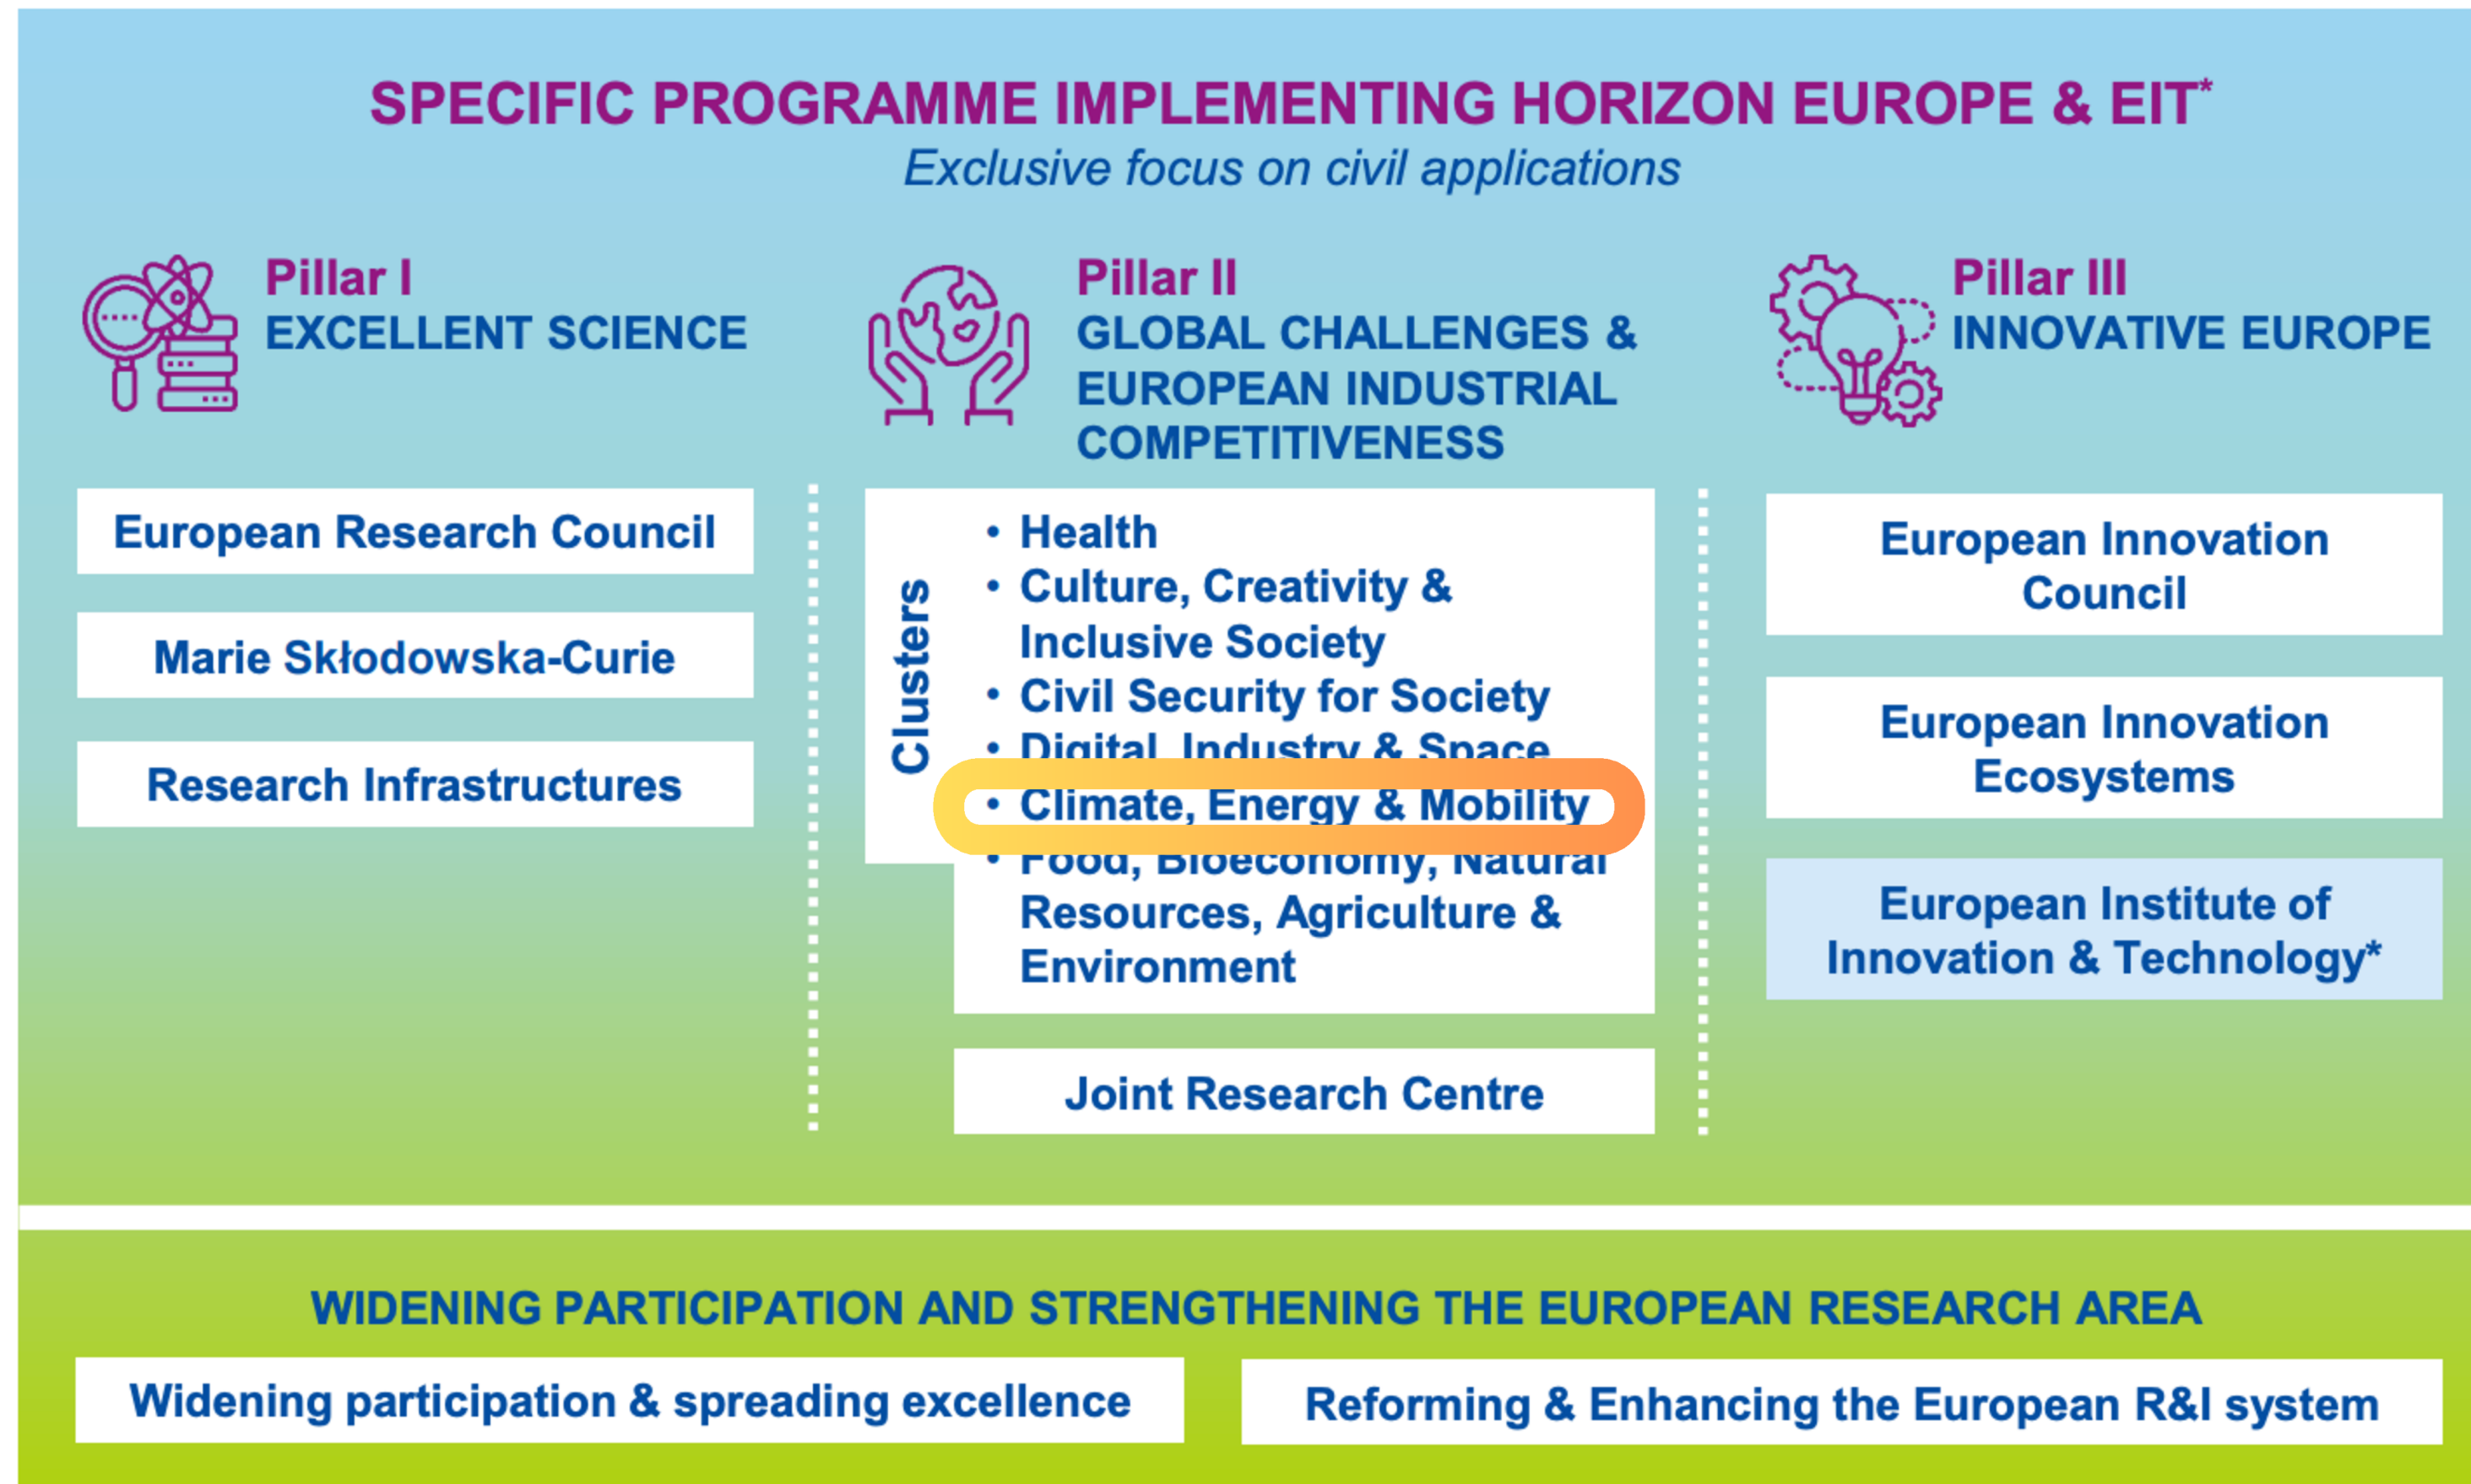 SPECIFIC PROGRAMME IMPLEMENTING HORIZON EUROPE & EIT*
Exclusive focus on civil applications
Pillar I
EXCELLENT SCIENCE
European Research Council
Marie Skłodowska-Curie
Research Infrastructures
Pillar II
GLOBAL CHALLENGES &
EUROPEAN INDUSTRIAL
COMPETITIVENESS
Clusters
• Health
• Culture, Creativity &
Inclusive Society
• Civil Security for Society
• Digital, Industry & Space
• Climate, Energy & Mobility
• Food, Bioeconomy, Natural
Resources, Agriculture &
Environment
Joint Research Centre
Pillar III
INNOVATIVE EUROPE
European Innovation
Council
European Innovation
Ecosystems
European Institute of
Innovation & Technology*
WIDENING PARTICIPATION AND STRENGTHENING THE EUROPEAN RESEARCH AREA
Widening participation & spreading excellence
Reforming & Enhancing the European R&I system